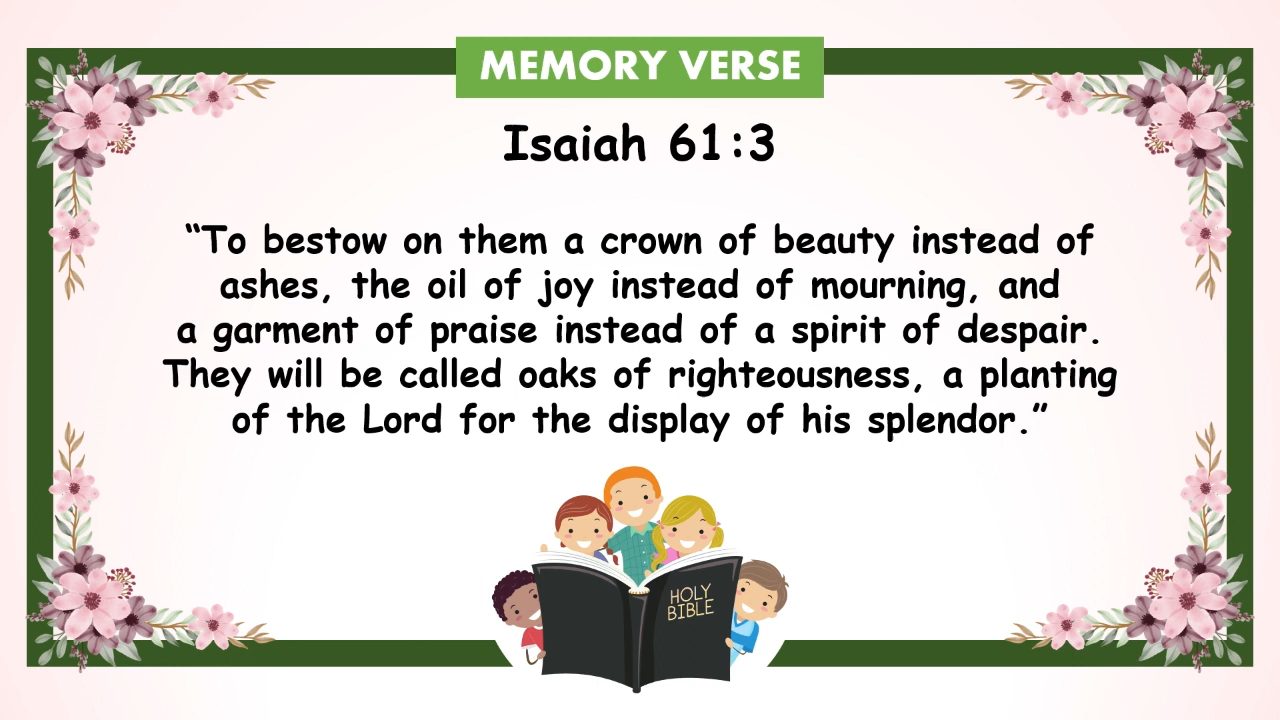 MEMORY VERSE
Isaiah 61:3
“To bestow on them a crown of beauty instead of
ashes, the oil of joy instead of mourning, and
a garment of praise instead of a spirit of despair.
They will be called oaks of righteousness, a planting
of the Lord for the display of his splendor.”
HOLY
BIBLE